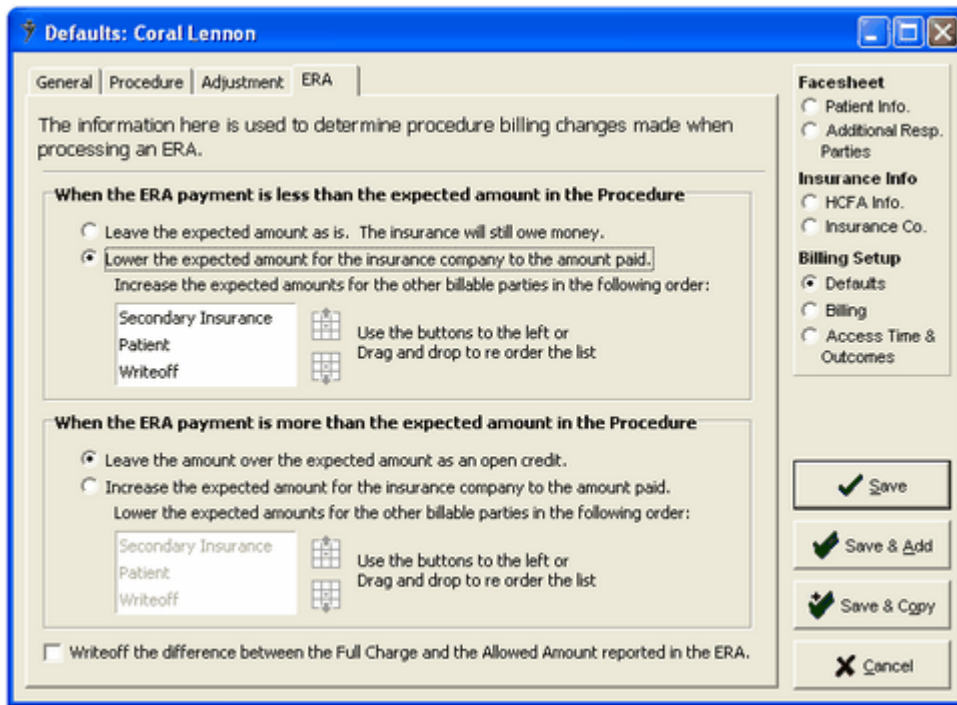 Defaults: Coral Lennon
General
Procedure
Adjustment
ERA
The information here is used to determine procedure billing changes made when
processing an ERA.
When the ERA payment is less than the expected amount in the Procedure
Leave the expected amount as is. The insurance will still owe money.
Lower the expected amount for the insurance company to the amount paid.
Increase the expected amounts for the other billable parties in the following order:
Secondary Insurance
Patient
Writeoff
Use the buttons to the left or
Drag and drop to re order the list
When the ERA payment is more than the expected amount in the Procedure
Leave the amount over the expected amount as an open credit.
Increase the expected amount for the insurance company to the amount paid.
Lower the expected amounts for the other billable parties in the following order:
Secondary Insurance
Patient
Writeoff
Use the buttons to the left or
Drag and drop to re order the list
Writeoff the difference between the Full Charge and the Allowed Amount reported in the ERA.
Facesheet
Patient Info.
Additional Resp.
Parties
Insurance Info
HCFA Info.
Insurance Co.
Billing Setup
Defaults
Billing
Access Time &
Outcomes
Save
Save & Add
Save & Copy
Cancel